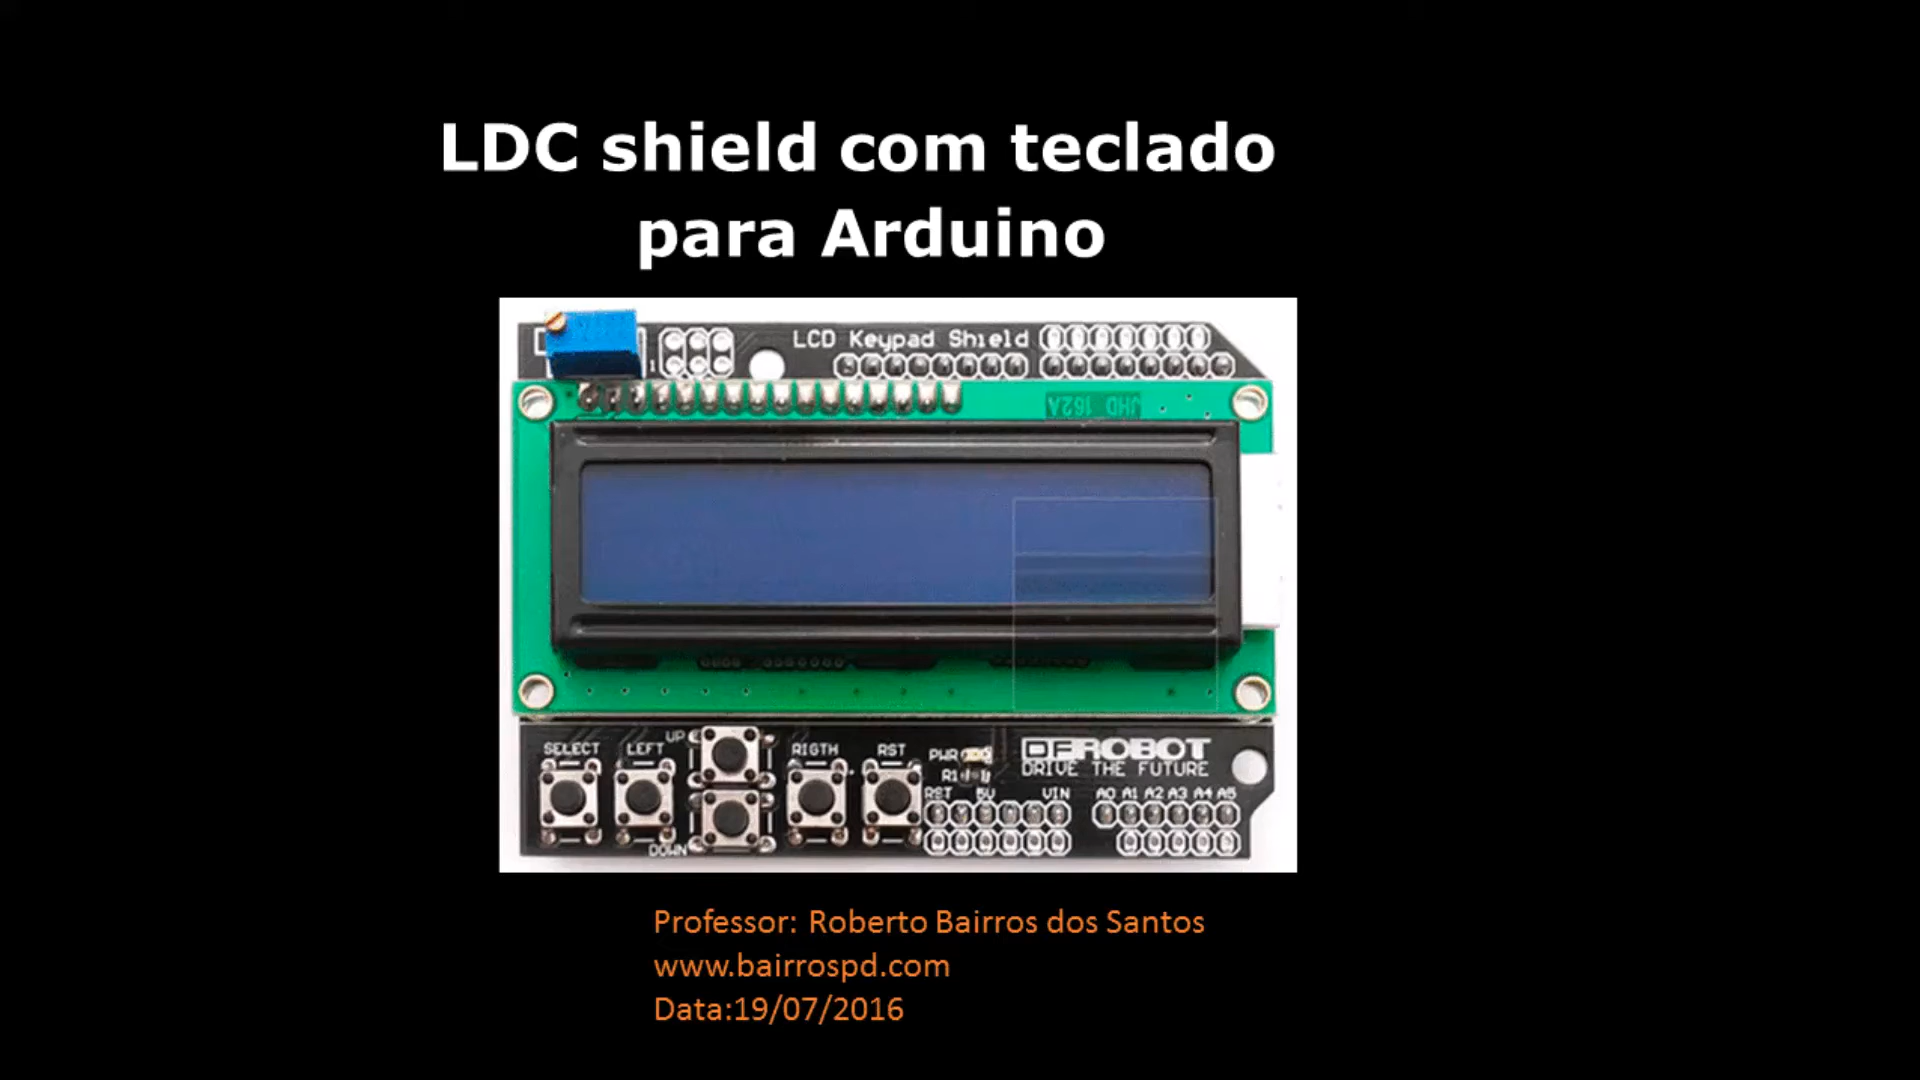 LDC shield com teclado
para Arduino
LCD Keypad Shield
JHD 162A
1
SELECT
LEFT
UP
DOWN
RIGTH
RST
PWR
R1
DFROBOT
DRIVE THE FUTURE
RST
5V
VIN
A0 A1 A2 A3 A4 A5
Professor: Roberto Bairros dos Santos
www.bairrospd.com
Data:19/07/2016